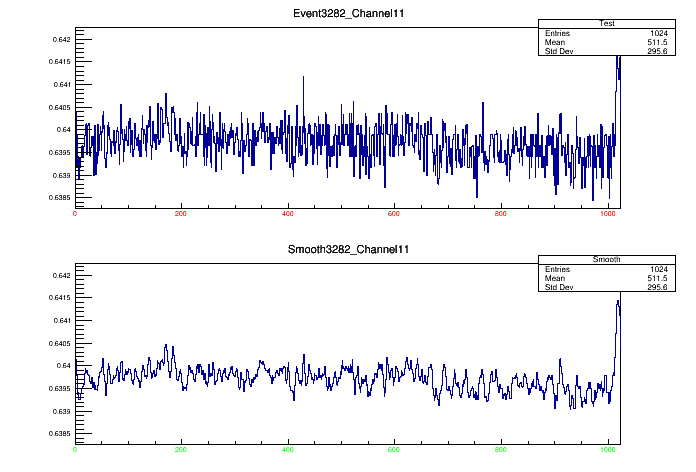 Event3282_Channel11
Test
Entries 1024
Mean 511.5
Std Dev 295.6
0.642
0.6415
0.641
0.6405
0.64
0.6395
0.639
0.6385
0 200 400 600 800 1000
Smooth3282_Channel11
Smooth
Entries 1024
Mean 511.5
Std Dev 295.6
0.642
0.6415
0.641
0.6405
0.64
0.6395
0.639
0.6385
0 200 400 600 800 1000